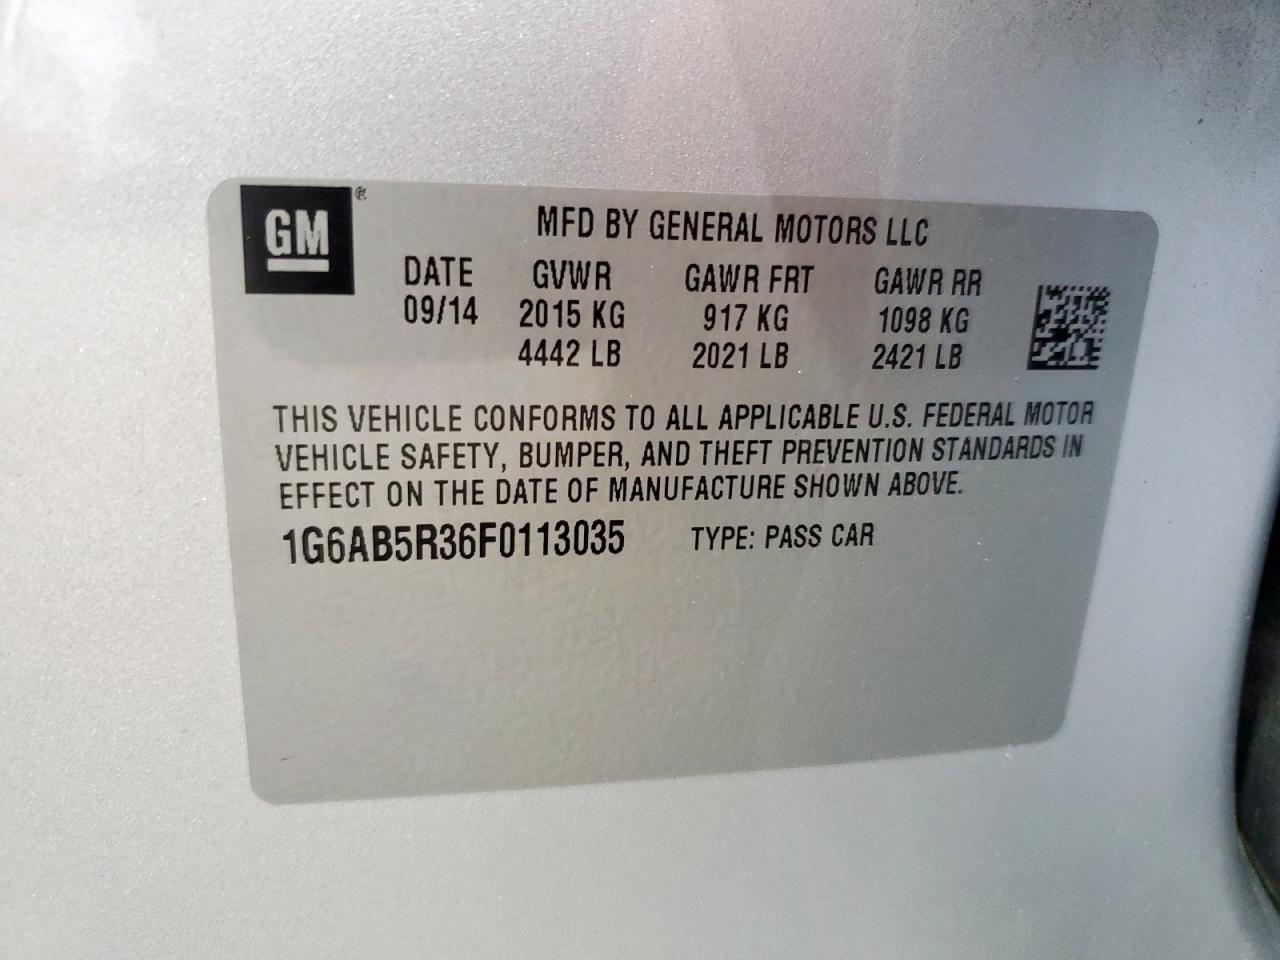 GM®
MFD BY GENERAL MOTORS LLC
DATE GVWR GAWR FRT GAWR RR
09/14 2015 KG 917 KG 1098 KG
4442 LB 2021 LB 2421 LB
THIS VEHICLE CONFORMS TO ALL APPLICABLE U.S. FEDERAL MOTOR
VEHICLE SAFETY, BUMPER, AND THEFT PREVENTION STANDARDS IN
EFFECT ON THE DATE OF MANUFACTURE SHOWN ABOVE.
1G6AB5R36F0113035 TYPE: PASS CAR